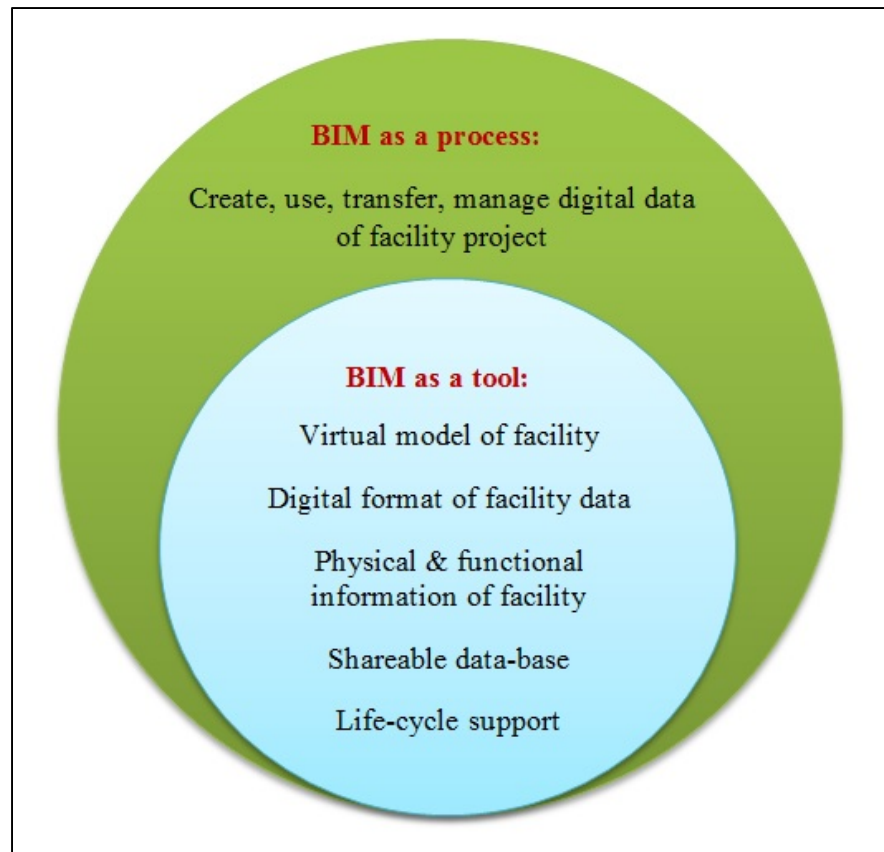 BIM as a process:
Create, use, transfer, manage digital data
of facility project
BIM as a tool:
Virtual model of facility
Digital format of facility data
Physical & functional
information of facility
Shareable data-base
Life-cycle support